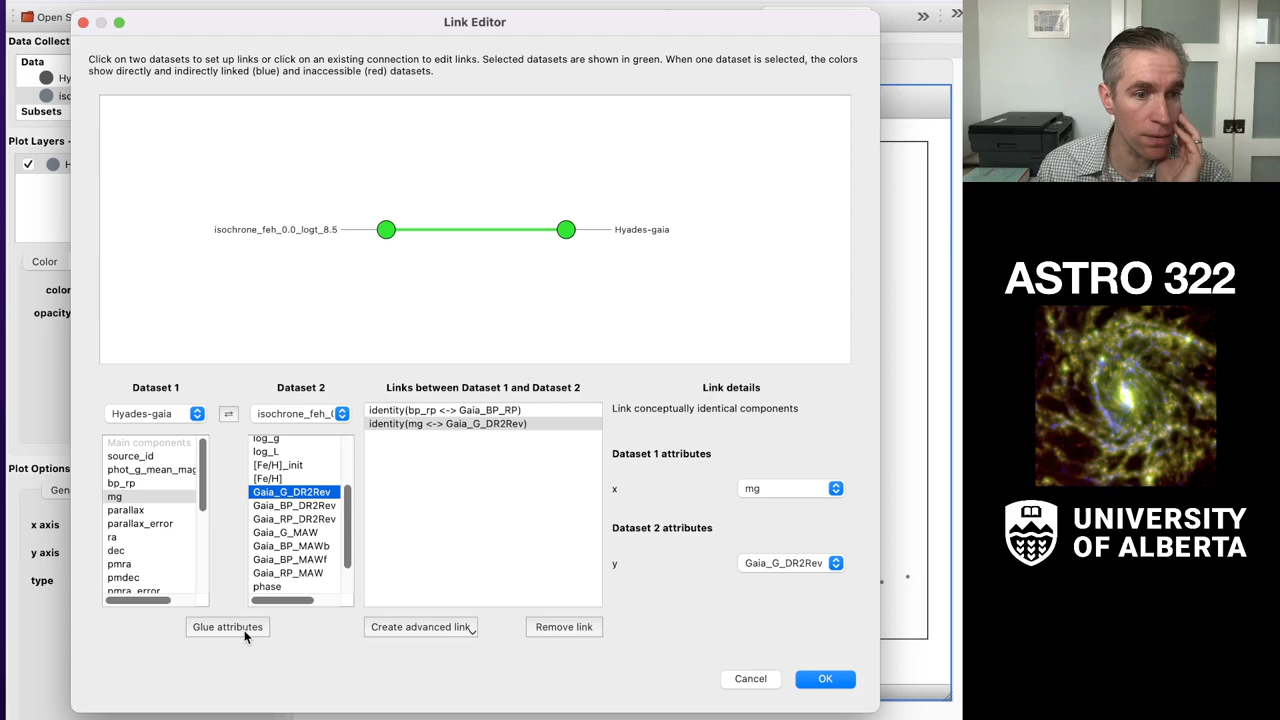 Open S
Link Editor
Data Collect
Click on two datasets to set up links or click on an existing connection to edit links. Selected datasets are shown in green. When one dataset is selected, the colors
show directly and indirectly linked (blue) and inaccessible (red) datasets.
Data
Hy
iso
Subsets
Plot Layers -
H
isochrone_feh_0.0_logt_8.5
Hyades-gaia
Color
color
opacity
Dataset 1
Dataset 2
Links between Dataset 1 and Dataset 2
Link details
Hyades-gaia
isochrone_feh_(
identity(bp_rp <-> Gaia_BP_RP)
identity(mg <-> Gaia_G_DR2Rev)
Link conceptually identical components
Main components
source_id
phot_g_mean_mag
bp_rp
mg
parallax
parallax_error
ra
dec
pmra
pmdec
pmra_error
log_g
log_L
[Fe/H]_init
[Fe/H]
Gaia_G_DR2Rev
Gaia_BP_DR2Rev
Gaia_RP_DR2Rev
Gaia_G_MAW
Gaia_BP_MAWb
Gaia_BP_MAWf
Gaia_RP_MAW
phase
Dataset 1 attributes
x
mg
Dataset 2 attributes
y
Gaia_G_DR2Rev
Plot Options
Gen
x axis
y axis
type
Glue attributes
Create advanced link
Remove link
Cancel
OK
ASTRO 322
UNIVERSITY
OF ALBERTA